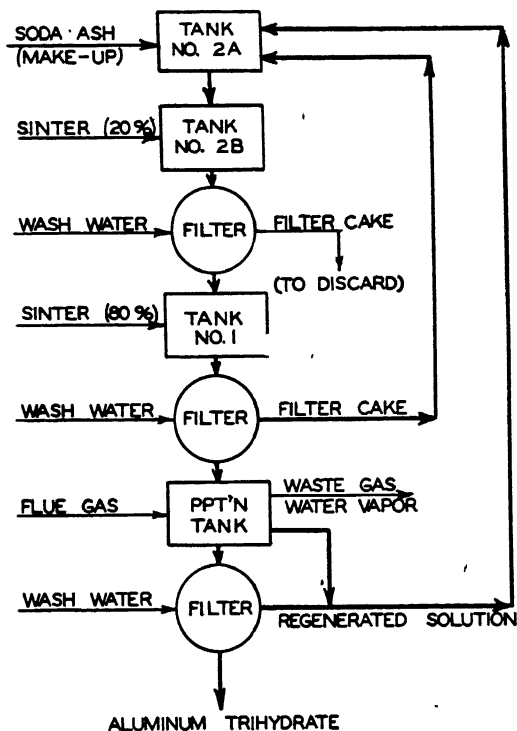 SODA ASH
(MAKE-UP)
TANK
NO. 2A
SINTER (20%)
TANK
NO. 2B
WASH WATER
FILTER
FILTER CAKE
(TO DISCARD)
SINTER (80%)
TANK
NO. 1
WASH WATER
FILTER
FILTER CAKE
FLUE GAS
PPT'N
TANK
WASTE GAS
WATER VAPOR
WASH WATER
FILTER
REGENERATED SOLUTION
ALUMINUM TRIHYDRATE